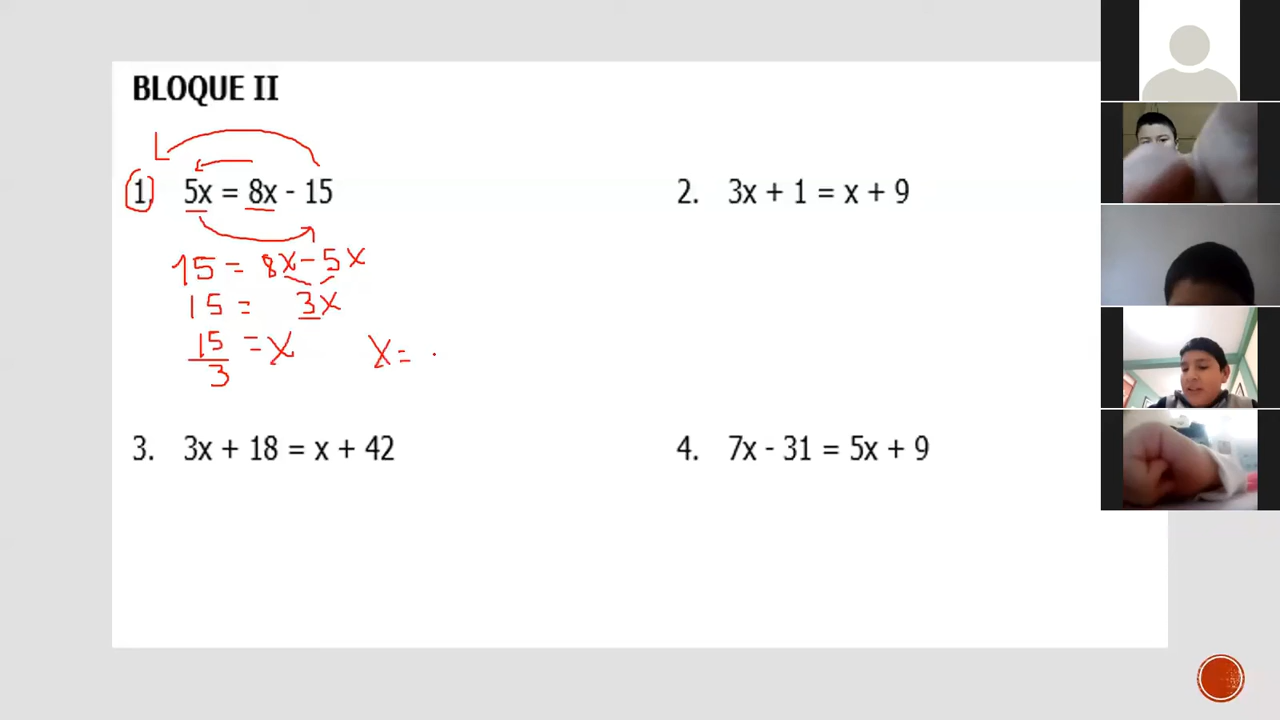 BLOQUE II
1. 5x = 8x - 15
15 = 8x - 5x
15 = 3x
15/3 = x
x =
2. 3x + 1 = x + 9
3. 3x + 18 = x + 42
4. 7x - 31 = 5x + 9